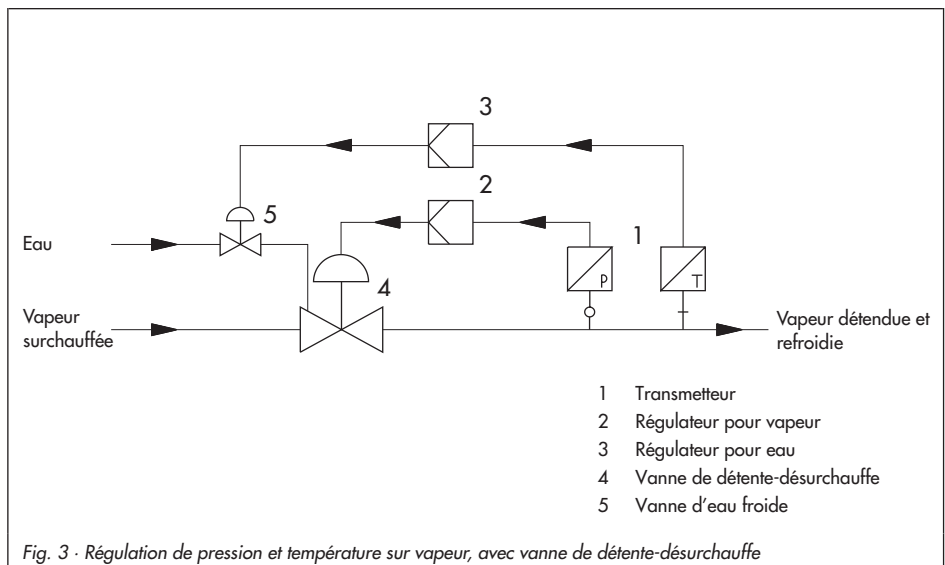 3
2
5
1
Eau
P
T
4
Vapeur
surchauffée
Vapeur détendue et
refroidie
1 Transmetteur
2 Régulateur pour vapeur
3 Régulateur pour eau
4 Vanne de détente-désurchauffe
5 Vanne d'eau froide
Fig. 3 · Régulation de pression et température sur vapeur, avec vanne de détente-désurchauffe